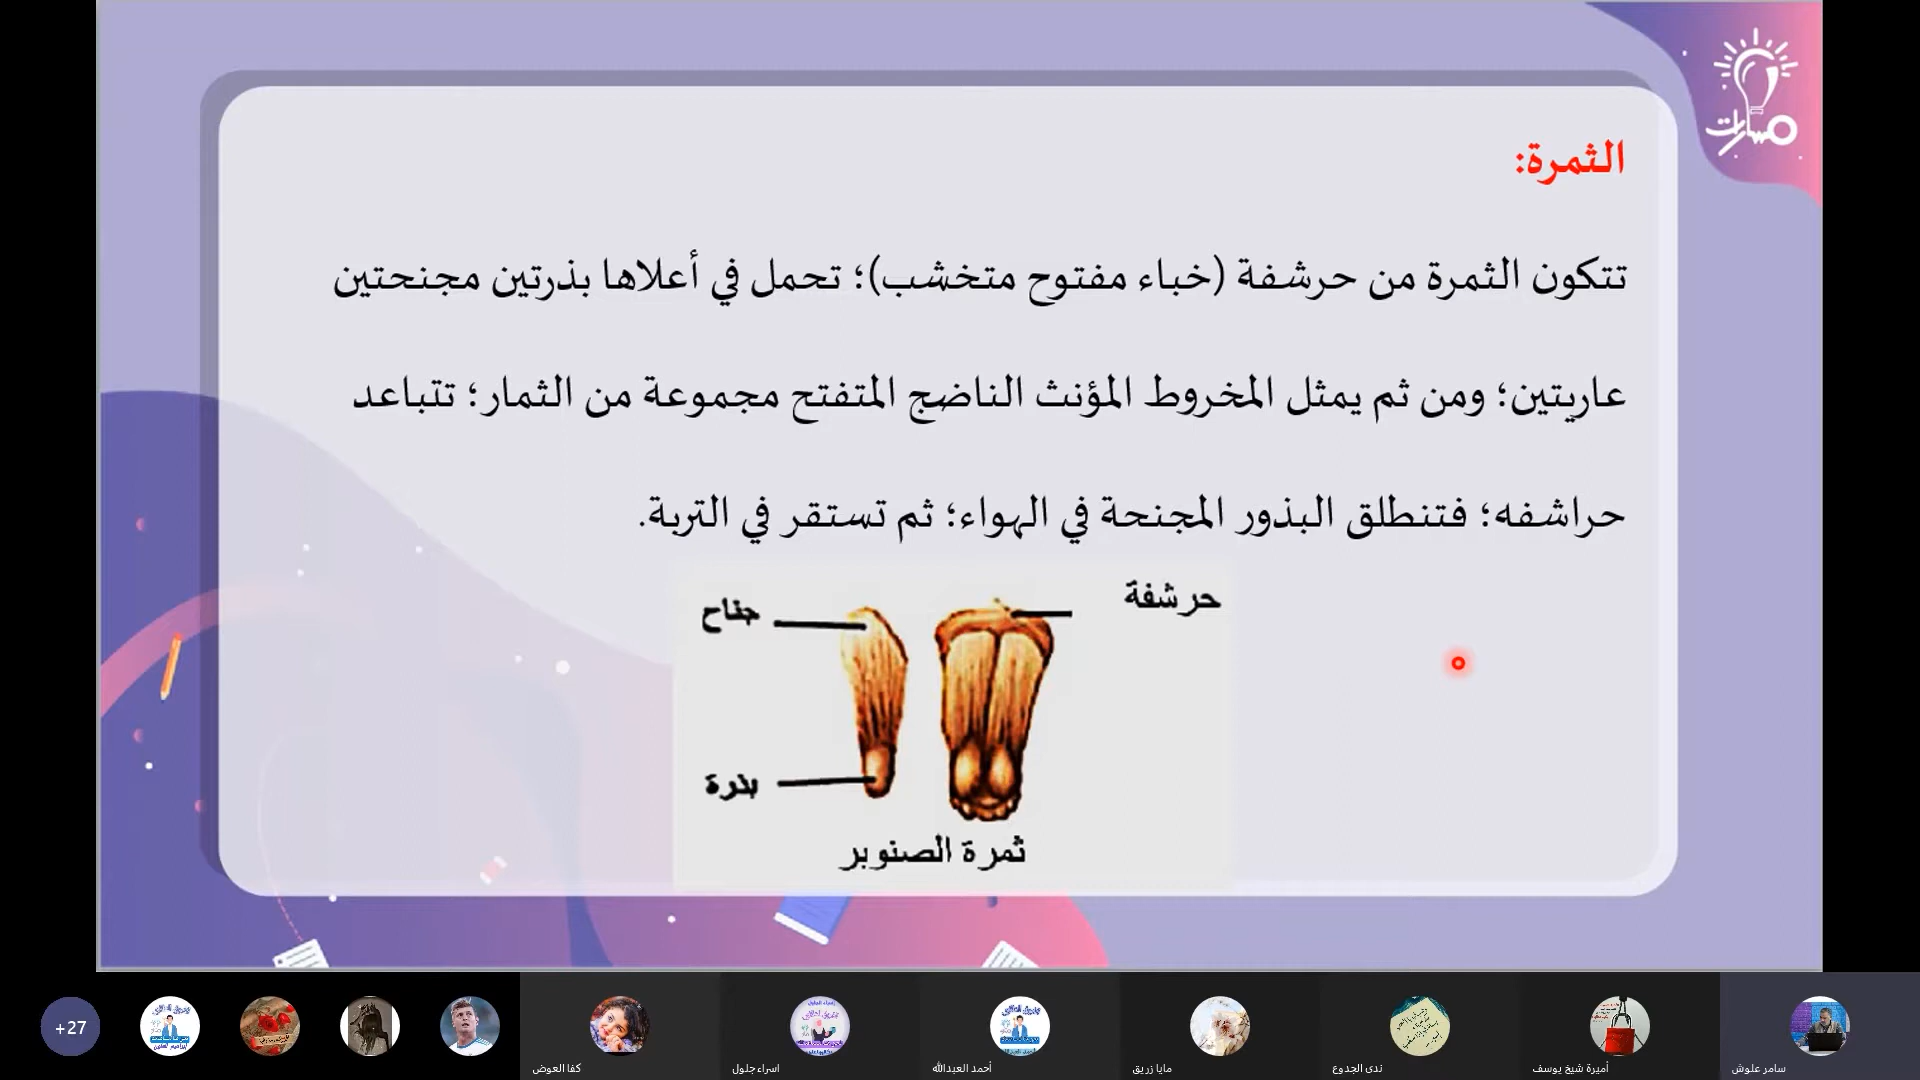 مسارات
الثمرة:
تتكون الثمرة من حرشفة (خباء مفتوح متخشب)؛ تحمل في أعلاها بذرتين مجنحتين
عاريتين؛ ومن ثم يمثل المخروط المؤنث الناضج المتفتح مجموعة من الثمار؛ تتباعد
حراشفه؛ فتنطلق البذور المجنحة في الهواء؛ ثم تستقر في التربة.
حرشفة
جناح
بذرة
ثمرة الصنوبر
+27
كفا العوض
اسراء جلول
أحمد العبدالله
مايا زريق
ندى الجدوع
أميرة شيخ يوسف
سامر علوش